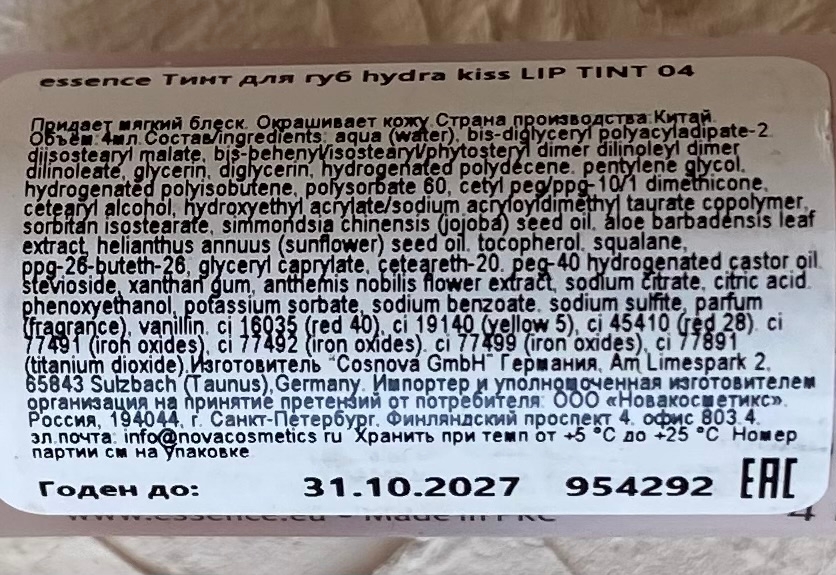 essence Тинт для губ hydra kiss LIP TINT 04
Придает мягкий блеск. Окрашивает кожу. Страна производства:Китай.
Объём: 4мл.Состав/ingredients: aqua (water), bis-diglyceryl polyacyladipate-2
diisostearyl malate, bis-behenyl/isostearyl/phytosteryl dimer dilinoleyl dimer
dilinoleate, glycerin, diglycerin, hydrogenated polydecene. pentylene glycol.
hydrogenated polyisobutene, polysorbate 60, cetyl peg/ppg-10/1 dimethicone,
cetearyl alcohol, hydroxyethyl acrylate/sodium acryloyldimethyl taurate copolymer,
sorbitan isostearate, simmondsia chinensis (jojoba) seed oil. aloe barbadensis leaf
extract, helianthus annuus (sunflower) seed oil. tocopherol. squalane,
ppg-26-buteth-26, glyceryl caprylate, ceteareth-20. peg-40 hydrogenated castor oil
stevioside, xanthan gum, anthemis nobilis flower extract, sodium citrate, citric acid.
phenoxyethanol, potassium sorbate, sodium benzoate. sodium sulfite, parfum
(fragrance), vanillin. ci 16035 (red 40), ci 19140 (yellow 5), ci 45410 (red 28). ci
77491 (iron oxides), ci 77492 (iron oxides). ci 77499 (iron oxides), ci 77891
(titanium dioxide).Изготовитель "Cosnova GmbH" Германия, Am Limespark 2,
65843 Sulzbach (Taunus),Germany. Импортер и уполномоченная изготовителем
организация на принятие претензий от потребителя: ООО «Новакосметикс».
Россия, 194044, г. Санкт-Петербург. Финляндский проспект 4. офис 803.4.
эл.почта: info@novacosmetics ru Хранить при темп от +5 °C до +25 °C Номер
партии см на упаковке
Годен до: 31.10.2027 954292 EAC
www.essence.eu - Made in PRC
4